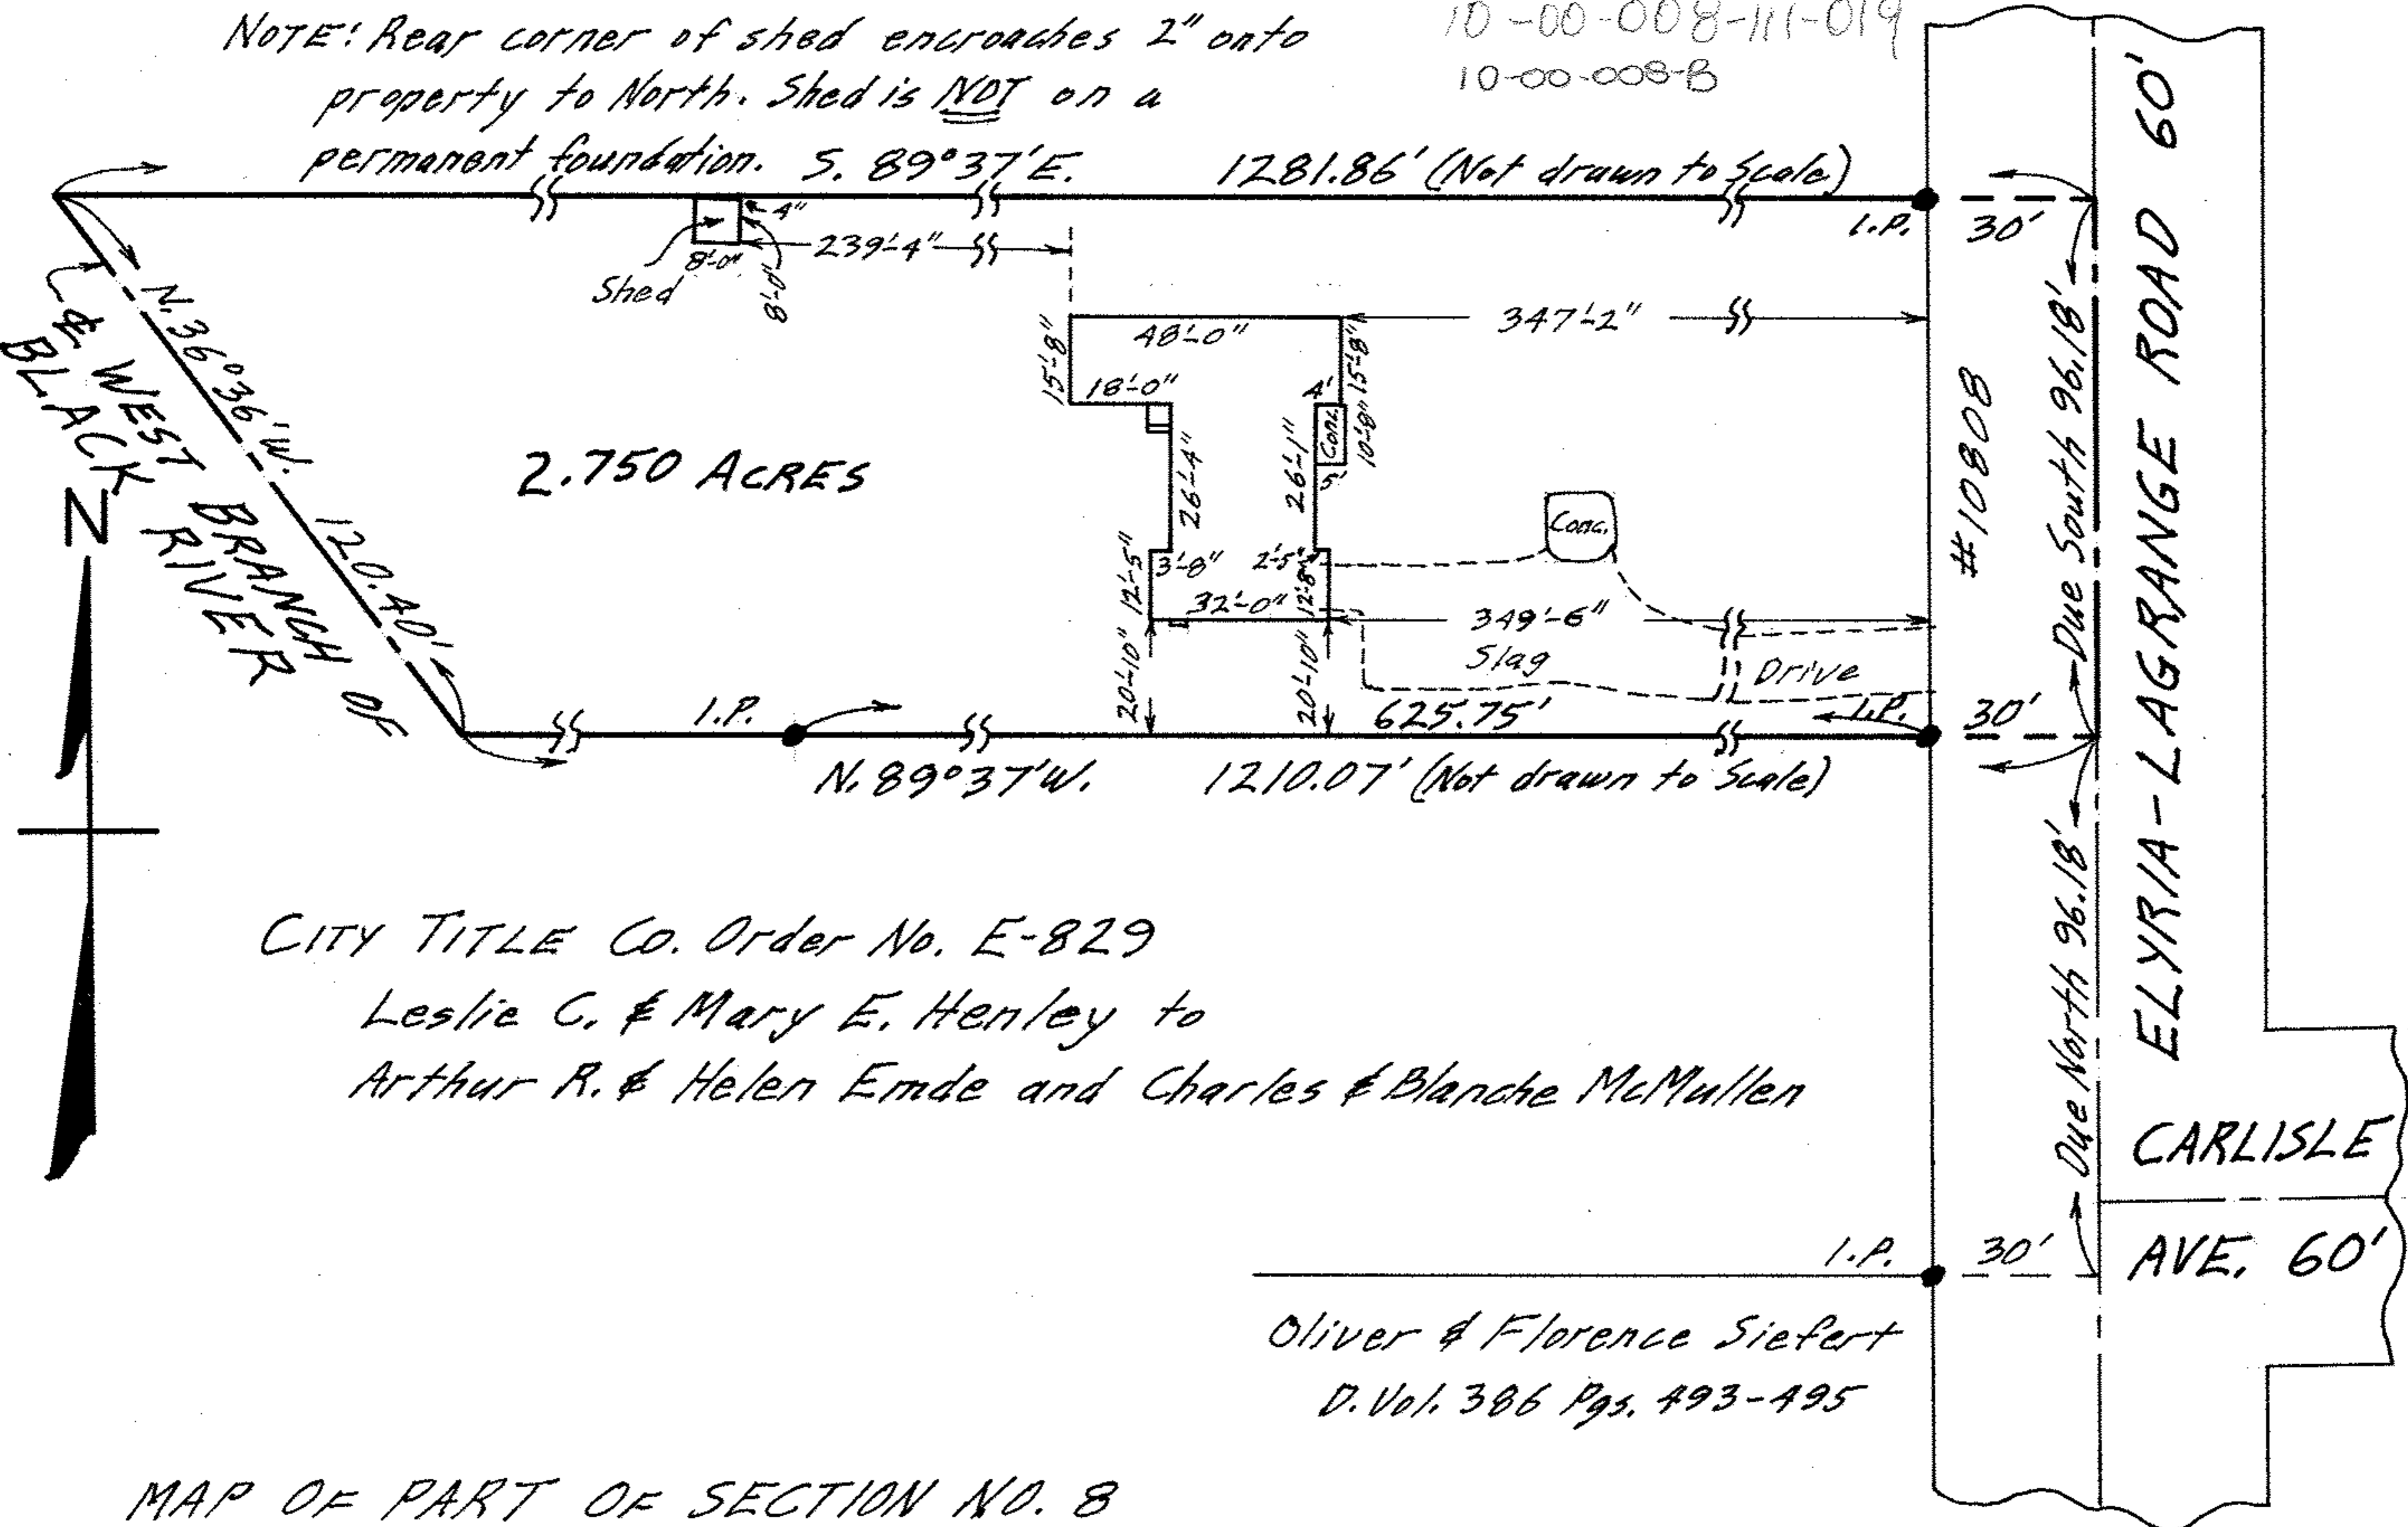 NOTE: Rear corner of shed encroaches 2" onto
property to North. Shed is NOT on a
permanent foundation.
10-00-008-111-019
10-00-008-B
S. 89°37'E. 1281.86' (Not drawn to Scale)
I.P. 30'
4"
239'-4"
8'-0"
8'-0"
Shed
N. 36°36'W. 120.40'
℄ WEST BRANCH OF
BLACK RIVER
N
2.750 ACRES
48'-0"
347'-2"
15'-8"
15'-8"
18'-0"
4'
Conc.
10'-8"
5'
26'-4"
26'-1"
Conc.
3'-8"
2'-5"
12'-5"
12'-8"
32'-0"
349'-6"
20'-10"
20'-10"
Slag
Drive
I.P.
625.75'
I.P. 30'
N. 89°37'W. 1210.07' (Not drawn to Scale)
#10808
Due South 96.18'
ELYRIA-LAGRANGE ROAD 60'
Due North 96.18'
CITY TITLE CO. Order No. E-829
Leslie C. & Mary E. Henley to
Arthur R. & Helen Emde and Charles & Blanche McMullen
CARLISLE
AVE. 60'
I.P. 30'
Oliver & Florence Siefert
D. Vol. 386 Pgs. 493-495
MAP OF PART OF SECTION NO. 8